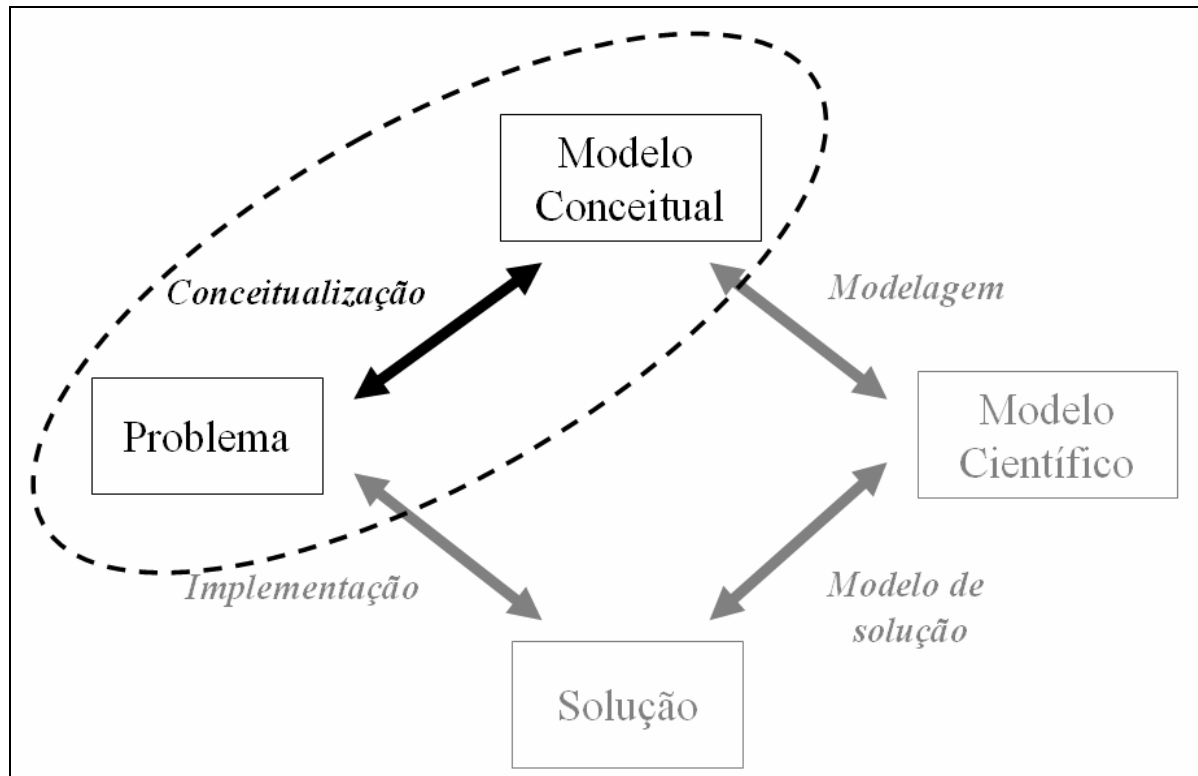 Modelo
Conceitual
Conceitualização
Modelagem
Problema
Modelo
Científico
Implementação
Modelo de
solução
Solução